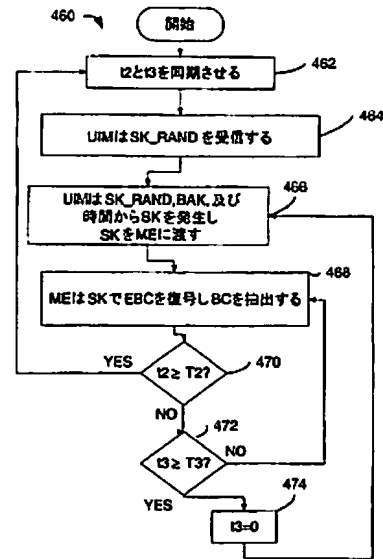 460
開始
t2とt3を同期させる
462
UIMはSK_RANDを受信する
464
UIMはSK_RAND,BAK,及び
時間からSKを発生し
SKをMEに渡す
466
MEはSKでEBCを復号しBCを抽出する
468
YES
t2≥T2?
470
NO
472
t3≥T3?
NO
YES
474
t3=0